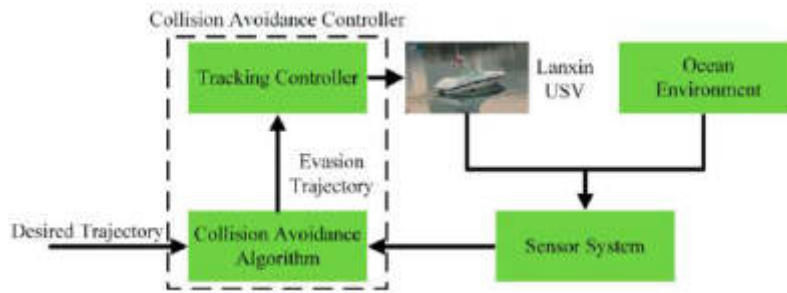 Collision Avoidance Controller
Tracking Controller
Lanxin
USV
Ocean
Environment
Evasion
Trajectory
Desired Trajectory
Collision Avoidance
Algorithm
Sensor System